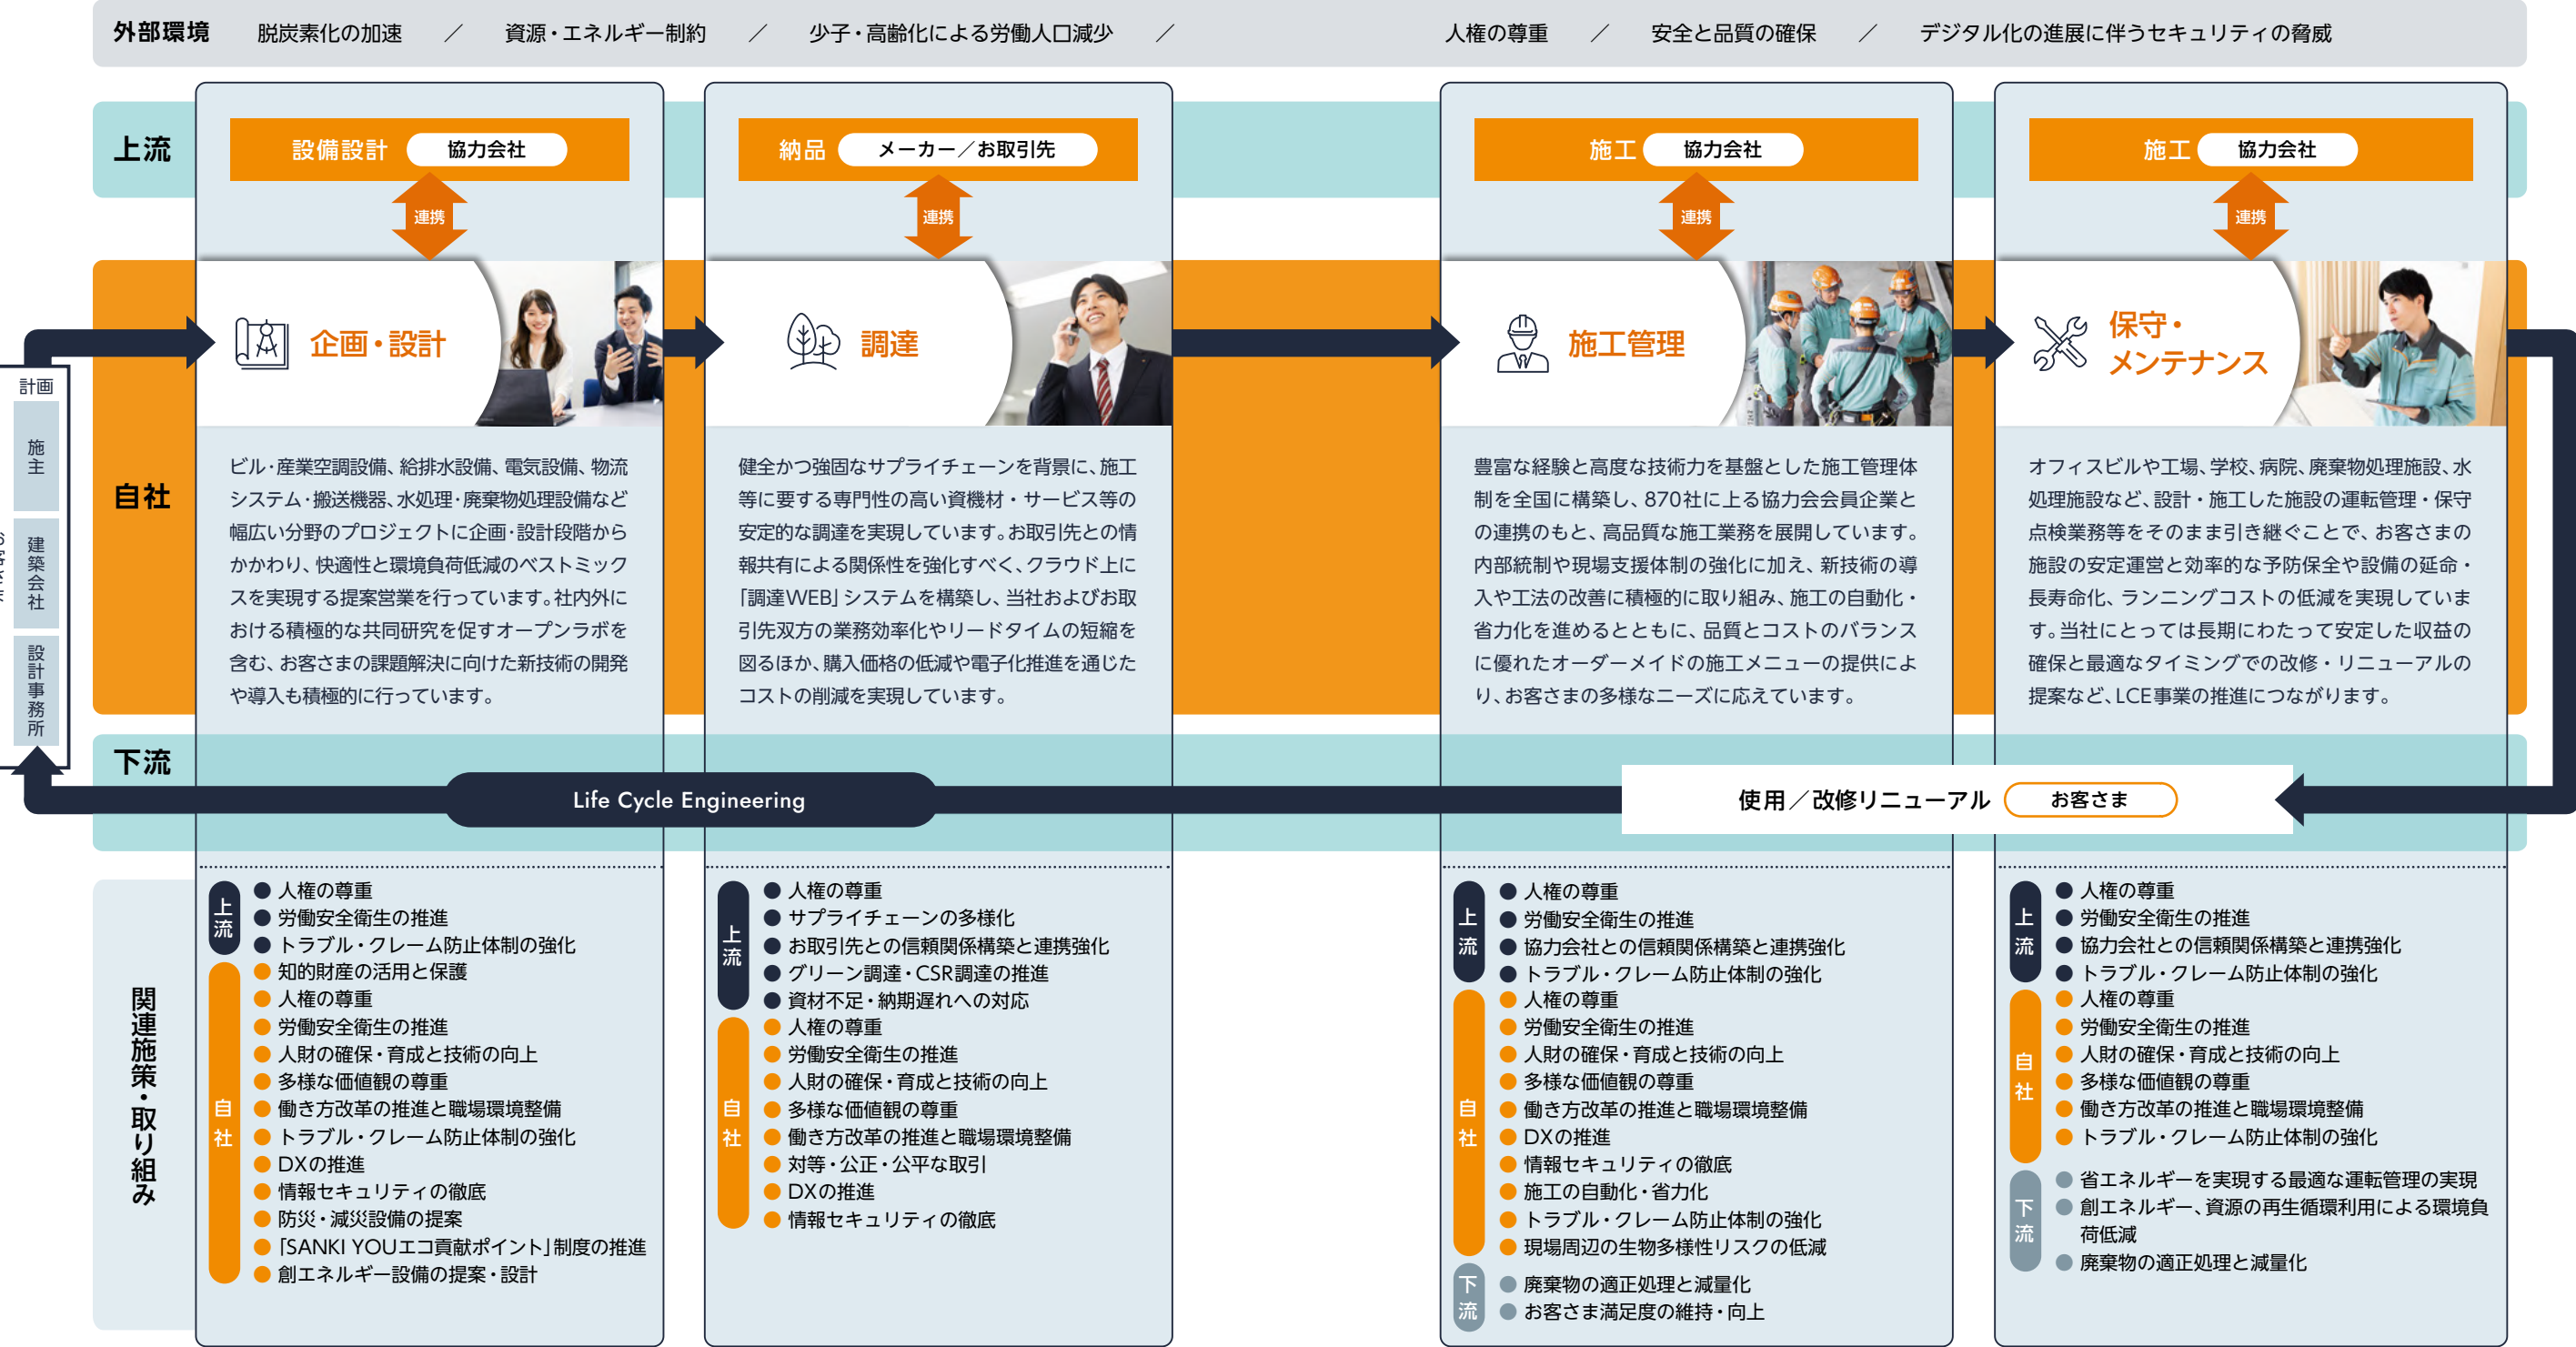 外部環境 脱炭素化の加速 ／ 資源・エネルギー制約 ／ 少子・高齢化による労働人口減少 ／ 人権の尊重 ／ 安全と品質の確保 ／ デジタル化の進展に伴うセキュリティの脅威
上流
設備設計 協力会社
連携
納品 メーカー／お取引先
連携
施工 協力会社
連携
施工 協力会社
連携
計画
施主
建築会社
設計事務所
自社
企画・設計
ビル・産業空調設備、給排水設備、電気設備、物流
システム・搬送機器、水処理・廃棄物処理設備など
幅広い分野のプロジェクトに企画・設計段階から
かかわり、快適性と環境負荷低減のベストミック
スを実現する提案営業を行っています。社内外に
おける積極的な共同研究を促すオープンラボを
含む、お客さまの課題解決に向けた新技術の開発
や導入も積極的に行っています。
調達
健全かつ強固なサプライチェーンを背景に、施工
等に要する専門性の高い資機材・サービス等の
安定的な調達を実現しています。お取引先との情
報共有による関係性を強化すべく、クラウド上に
「調達WEB」システムを構築し、当社およびお取
引先双方の業務効率化やリードタイムの短縮を
図るほか、購入価格の低減や電子化推進を通じた
コストの削減を実現しています。
施工管理
豊富な経験と高度な技術力を基盤とした施工管理体
制を全国に構築し、870社に上る協力会会員企業と
の連携のもと、高品質な施工業務を展開しています。
内部統制や現場支援体制の強化に加え、新技術の導
入や工法の改善に積極的に取り組み、施工の自動化・
省力化を進めるとともに、品質とコストのバランス
に優れたオーダーメイドの施工メニューの提供によ
り、お客さまの多様なニーズに応えています。
保守・
メンテナンス
オフィスビルや工場、学校、病院、廃棄物処理施設、水
処理施設など、設計・施工した施設の運転管理・保守
点検業務等をそのまま引き継ぐことで、お客さまの
施設の安定運営と効率的な予防保全や設備の延命・
長寿命化、ランニングコストの低減を実現していま
す。当社にとっては長期にわたって安定した収益の
確保と最適なタイミングでの改修・リニューアルの
提案など、LCE事業の推進につながります。
下流
Life Cycle Engineering
使用／改修リニューアル お客さま
関連施策・取り組み
上流
● 人権の尊重
● 労働安全衛生の推進
● トラブル・クレーム防止体制の強化
自社
● 知的財産の活用と保護
● 人権の尊重
● 労働安全衛生の推進
● 人財の確保・育成と技術の向上
● 多様な価値観の尊重
● 働き方改革の推進と職場環境整備
● トラブル・クレーム防止体制の強化
● DXの推進
● 情報セキュリティの徹底
● 防災・減災設備の提案
● 「SANKI YOUエコ貢献ポイント」制度の推進
● 創エネルギー設備の提案・設計
上流
● 人権の尊重
● サプライチェーンの多様化
● お取引先との信頼関係構築と連携強化
● グリーン調達・CSR調達の推進
● 資材不足・納期遅れへの対応
自社
● 人権の尊重
● 労働安全衛生の推進
● 人財の確保・育成と技術の向上
● 多様な価値観の尊重
● 働き方改革の推進と職場環境整備
● 対等・公正・公平な取引
● DXの推進
● 情報セキュリティの徹底
上流
● 人権の尊重
● 労働安全衛生の推進
● 協力会社との信頼関係構築と連携強化
● トラブル・クレーム防止体制の強化
自社
● 人権の尊重
● 労働安全衛生の推進
● 人財の確保・育成と技術の向上
● 多様な価値観の尊重
● 働き方改革の推進と職場環境整備
● DXの推進
● 情報セキュリティの徹底
● 施工の自動化・省力化
● トラブル・クレーム防止体制の強化
● 現場周辺の生物多様性リスクの低減
下流
● 廃棄物の適正処理と減量化
● お客さま満足度の維持・向上
上流
● 人権の尊重
● 労働安全衛生の推進
● 協力会社との信頼関係構築と連携強化
● トラブル・クレーム防止体制の強化
自社
● 人権の尊重
● 労働安全衛生の推進
● 人財の確保・育成と技術の向上
● 多様な価値観の尊重
● 働き方改革の推進と職場環境整備
● トラブル・クレーム防止体制の強化
下流
● 省エネルギーを実現する最適な運転管理の実現
● 創エネルギー、資源の再生循環利用による環境負
荷低減
● 廃棄物の適正処理と減量化